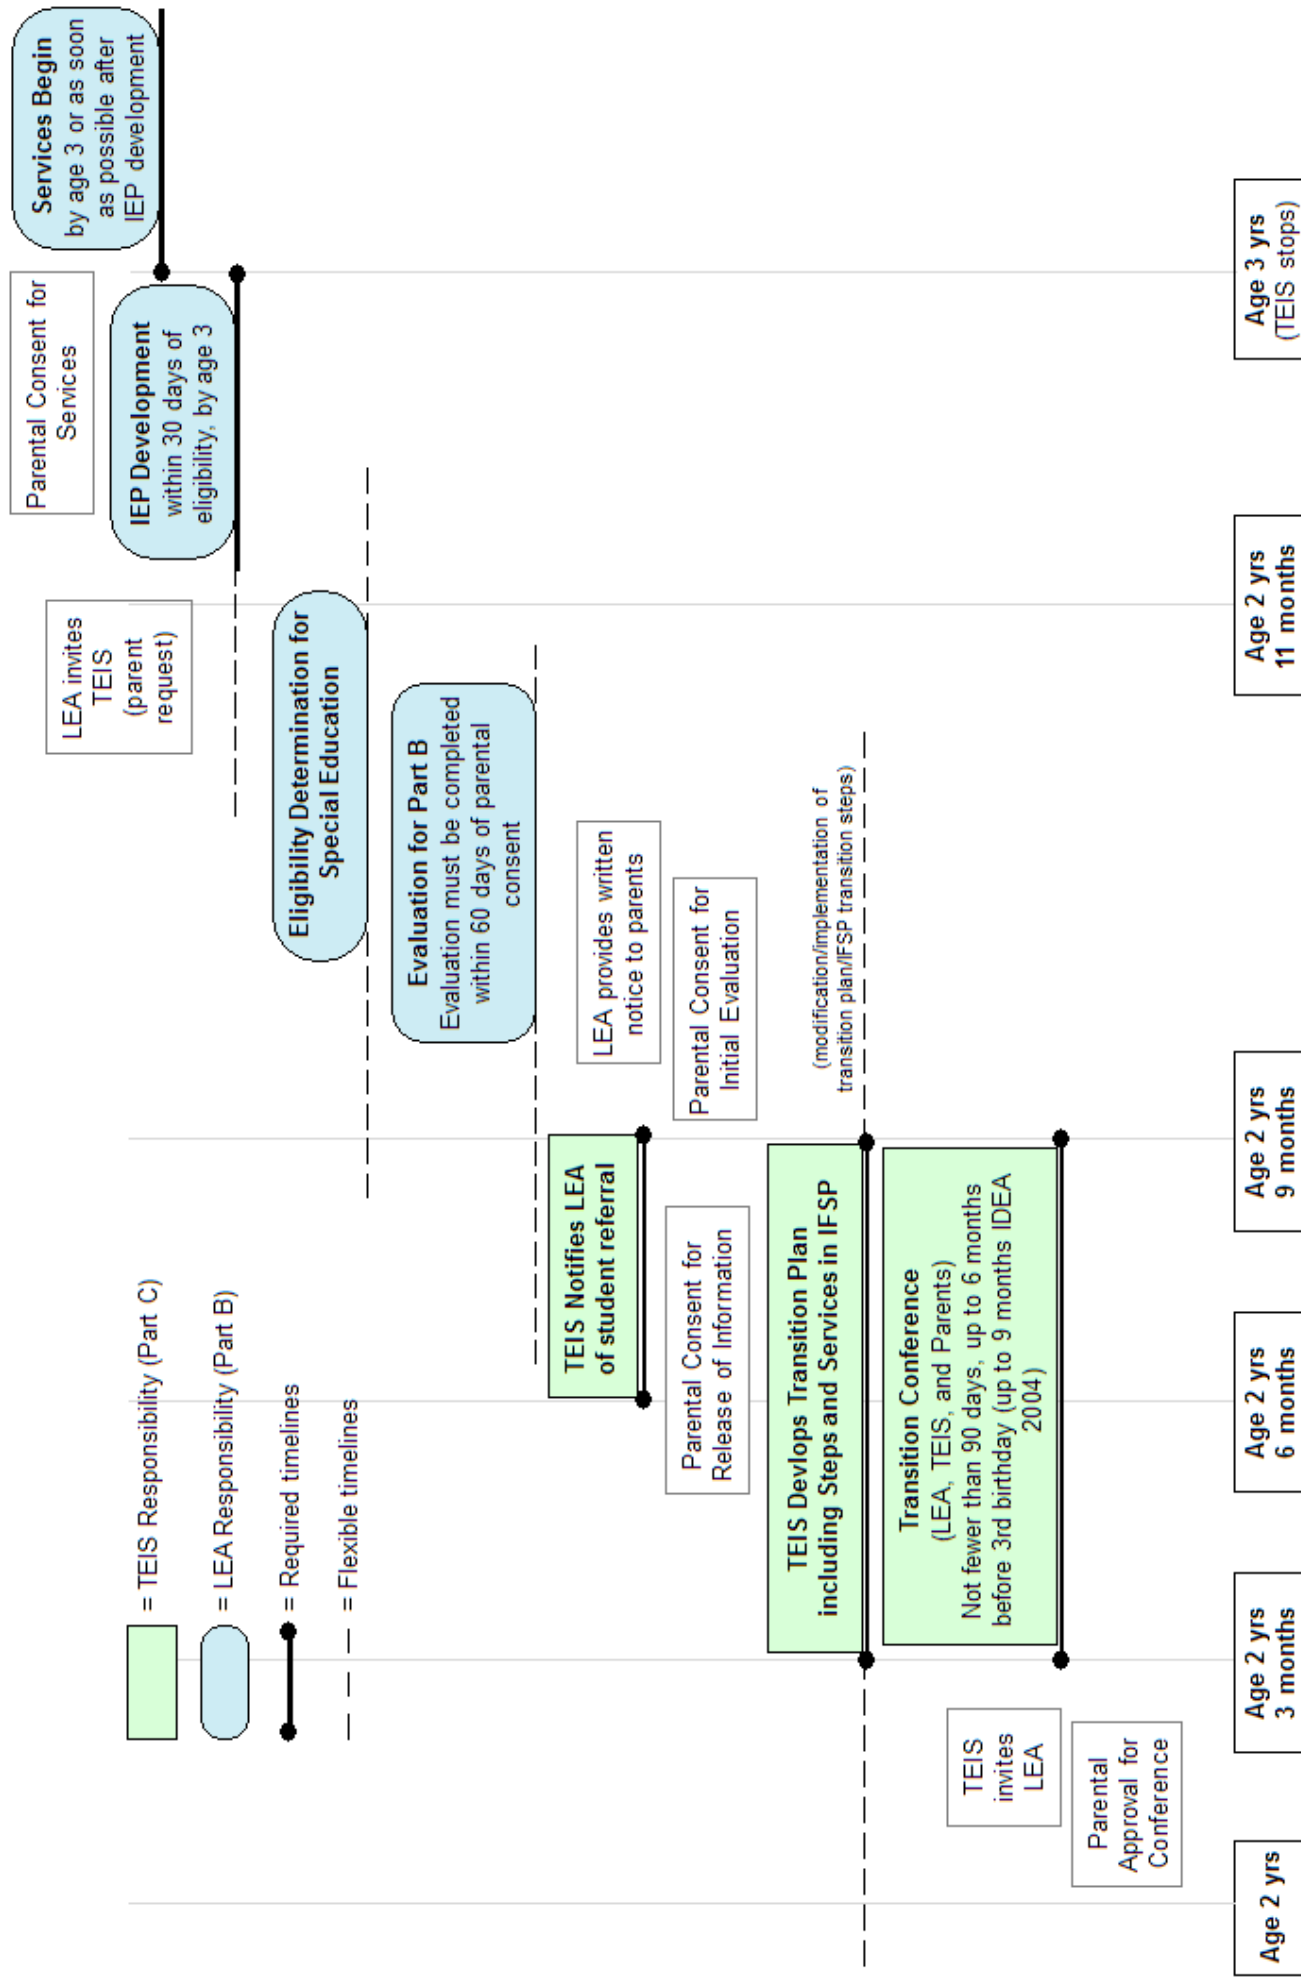 = TEIS Responsibility (Part C)
= LEA Responsibility (Part B)
= Required timelines
= Flexible timelines
Parental Consent for
Services
Services Begin
by age 3 or as soon
as possible after
IEP development
LEA invites
TEIS
(parent
request)
IEP Development
within 30 days of
eligibility, by age 3
Eligibility Determination for
Special Education
Evaluation for Part B
Evaluation must be completed
within 60 days of parental
consent
TEIS Notifies LEA
of student referral
LEA provides written
notice to parents
Parental Consent for
Release of Information
Parental Consent for
Initial Evaluation
TEIS Devlops Transition Plan
including Steps and Services in IFSP
(modification/implementation of
transition plan/IFSP transition steps)
TEIS
invites
LEA
Transition Conference
(LEA, TEIS, and Parents)
Not fewer than 90 days, up to 6 months
before 3rd birthday (up to 9 months IDEA
2004)
Parental
Approval for
Conference
Age 2 yrs
Age 2 yrs
3 months
Age 2 yrs
6 months
Age 2 yrs
9 months
Age 2 yrs
11 months
Age 3 yrs
(TEIS stops)